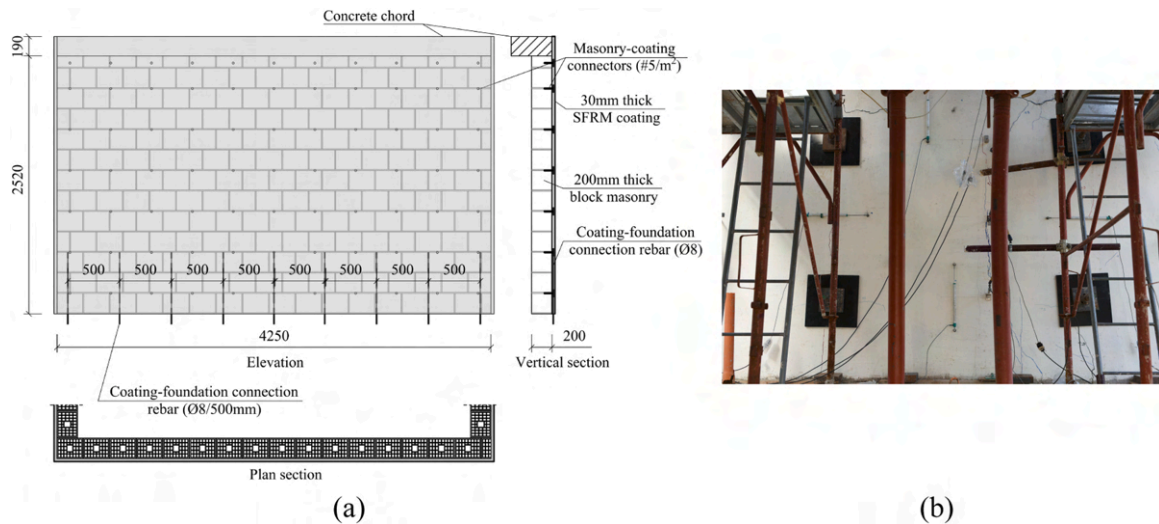 Concrete chord
190
2520
Masonry-coating
connectors (#5/m²)
30mm thick
SFRM coating
200mm thick
block masonry
Coating-foundation
connection rebar (Ø8)
500 500 500 500 500 500 500 500
4250
200
Elevation
Vertical section
Coating-foundation connection
rebar (Ø8/500mm)
Plan section
(a)
(b)